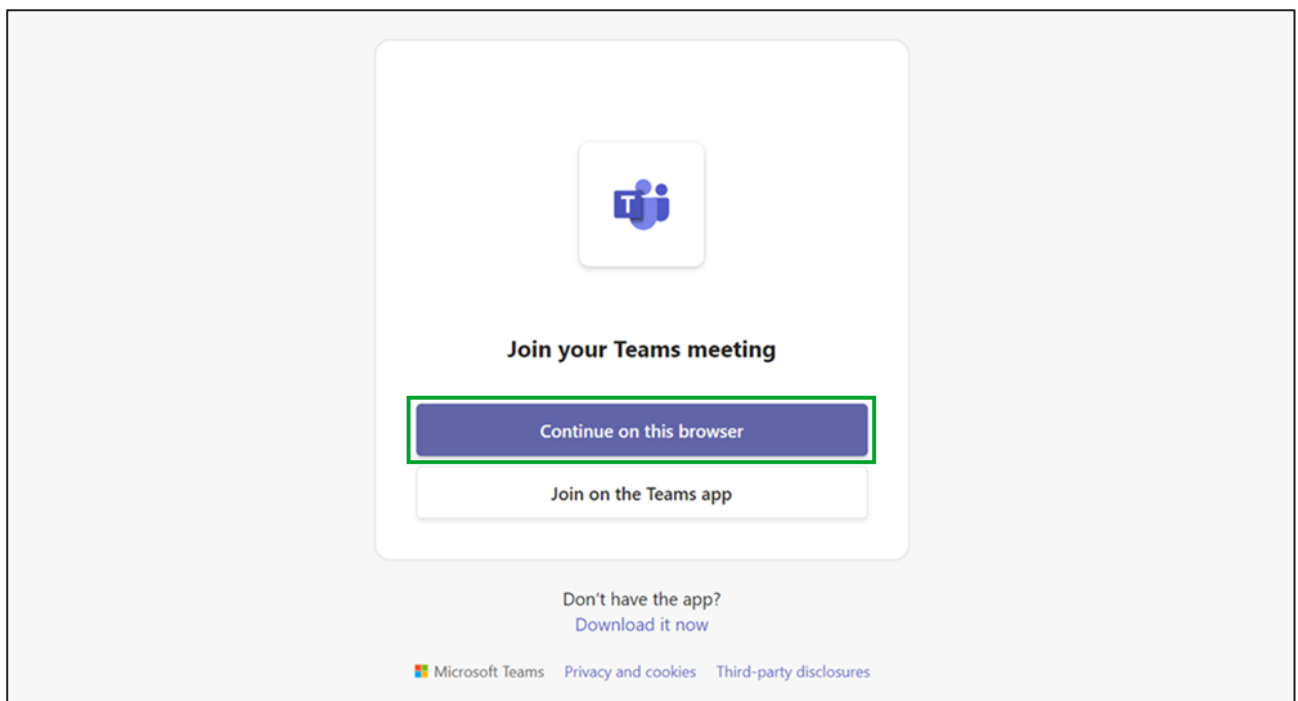 T
Join your Teams meeting
Continue on this browser
Join on the Teams app
Don't have the app?
Download it now
Microsoft Teams Privacy and cookies Third-party disclosures